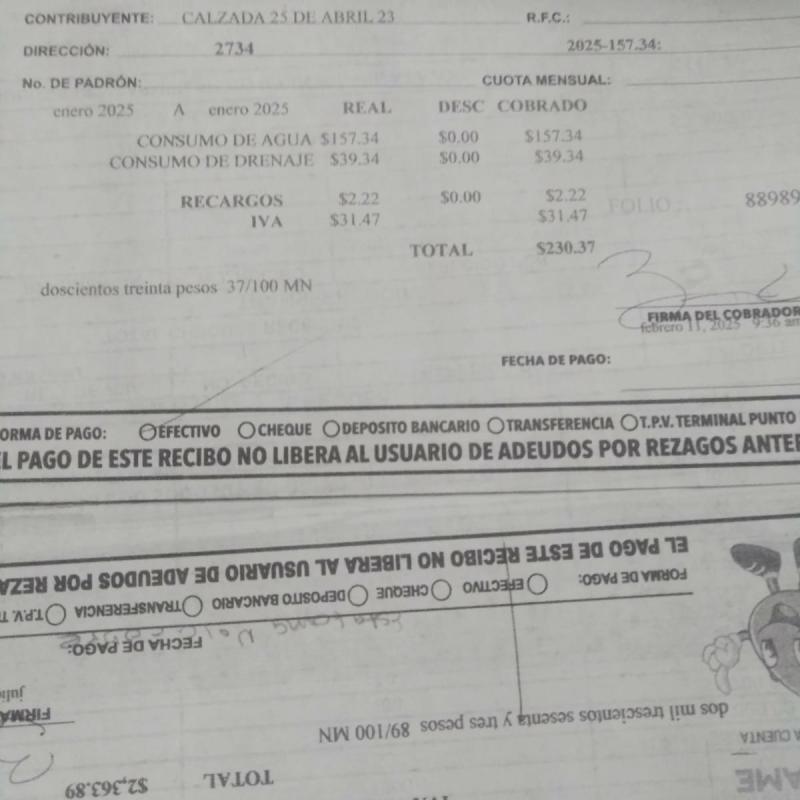 CONTRIBUYENTE: CALZADA 25 DE ABRIL 23 R.F.C.:
DIRECCIÓN: 2734 2025-157.34:
No. DE PADRÓN: CUOTA MENSUAL:
enero 2025 A enero 2025 REAL DESC COBRADO
CONSUMO DE AGUA $157.34 $0.00 $157.34
CONSUMO DE DRENAJE $39.34 $0.00 $39.34
RECARGOS $2.22 $0.00 $2.22
IVA $31.47 $31.47
FOLIO: 88989
TOTAL $230.37
doscientos treinta pesos 37/100 MN
FIRMA DEL COBRADOR
febrero 11, 2025 9:36 am
FECHA DE PAGO:
ORMA DE PAGO: EFECTIVO CHEQUE DEPOSITO BANCARIO TRANSFERENCIA T.P.V. TERMINAL PUNTO
EL PAGO DE ESTE RECIBO NO LIBERA AL USUARIO DE ADEUDOS POR REZAGOS ANTER
EL PAGO DE ESTE RECIBO NO LIBERA AL USUARIO DE ADEUDOS POR REZA
FORMA DE PAGO: EFECTIVO CHEQUE DEPOSITO BANCARIO TRANSFERENCIA T.P.V. T
FECHA DE PAGO:
julio
FIRMA
dos mil trescientos sesenta y tres pesos 89/100 MN
A CUENTA
TOTAL $2,363.89
AME
IVA